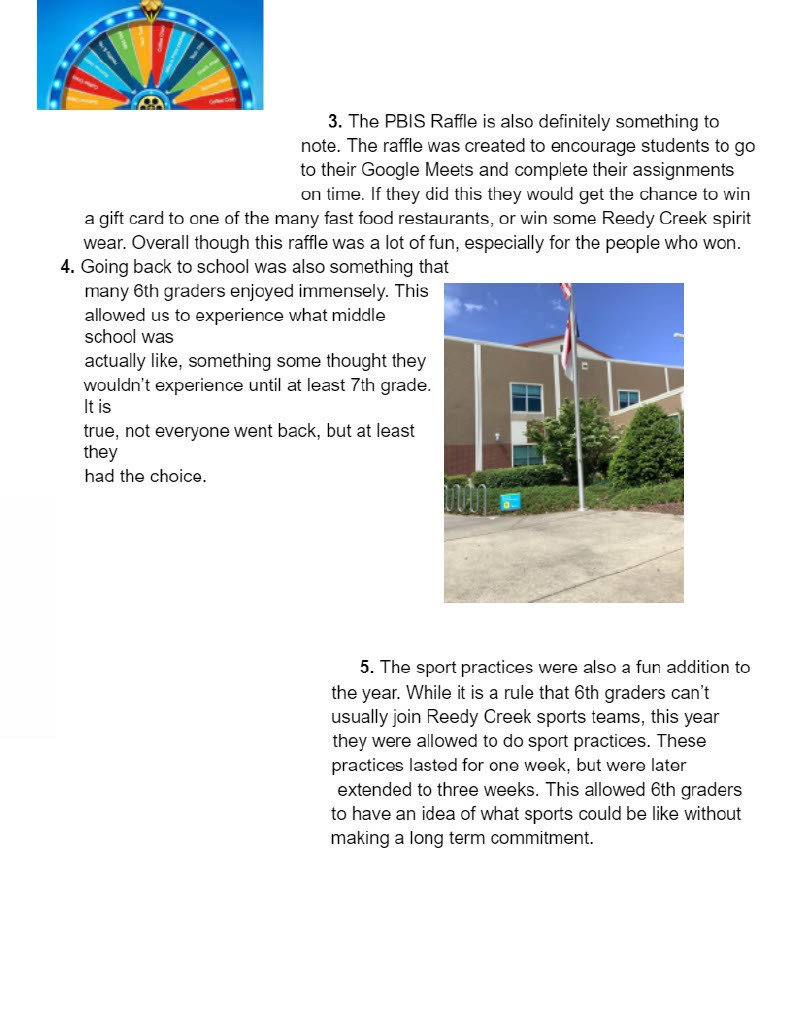 3. The PBIS Raffle is also definitely something to
note. The raffle was created to encourage students to go
to their Google Meets and complete their assignments
on time. If they did this they would get the chance to win
a gift card to one of the many fast food restaurants, or win some Reedy Creek spirit
wear. Overall though this raffle was a lot of fun, especially for the people who won.
4. Going back to school was also something that
many 6th graders enjoyed immensely. This
allowed us to experience what middle
school was
actually like, something some thought they
wouldn't experience until at least 7th grade.
It is
true, not everyone went back, but at least
they
had the choice.
5. The sport practices were also a fun addition to
the year. While it is a rule that 6th graders can't
usually join Reedy Creek sports teams, this year
they were allowed to do sport practices. These
practices lasted for one week, but were later
extended to three weeks. This allowed 6th graders
to have an idea of what sports could be like without
making a long term commitment.